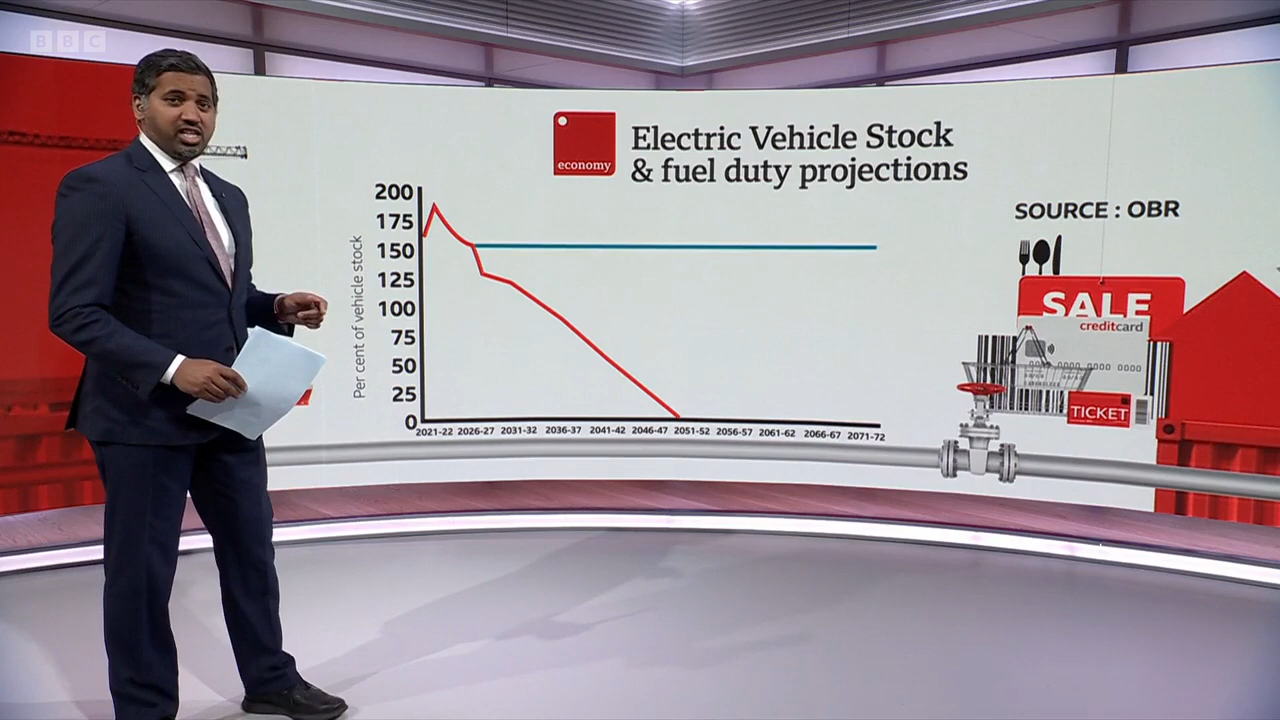 BBC
economy
Electric Vehicle Stock
& fuel duty projections
SOURCE : OBR
Per cent of vehicle stock
200
175
150
125
100
75
50
25
0
2021-22 2026-27 2031-32 2036-37 2041-42 2046-47 2051-52 2056-57 2061-62 2066-67 2071-72
SALE
creditcard
TICKET